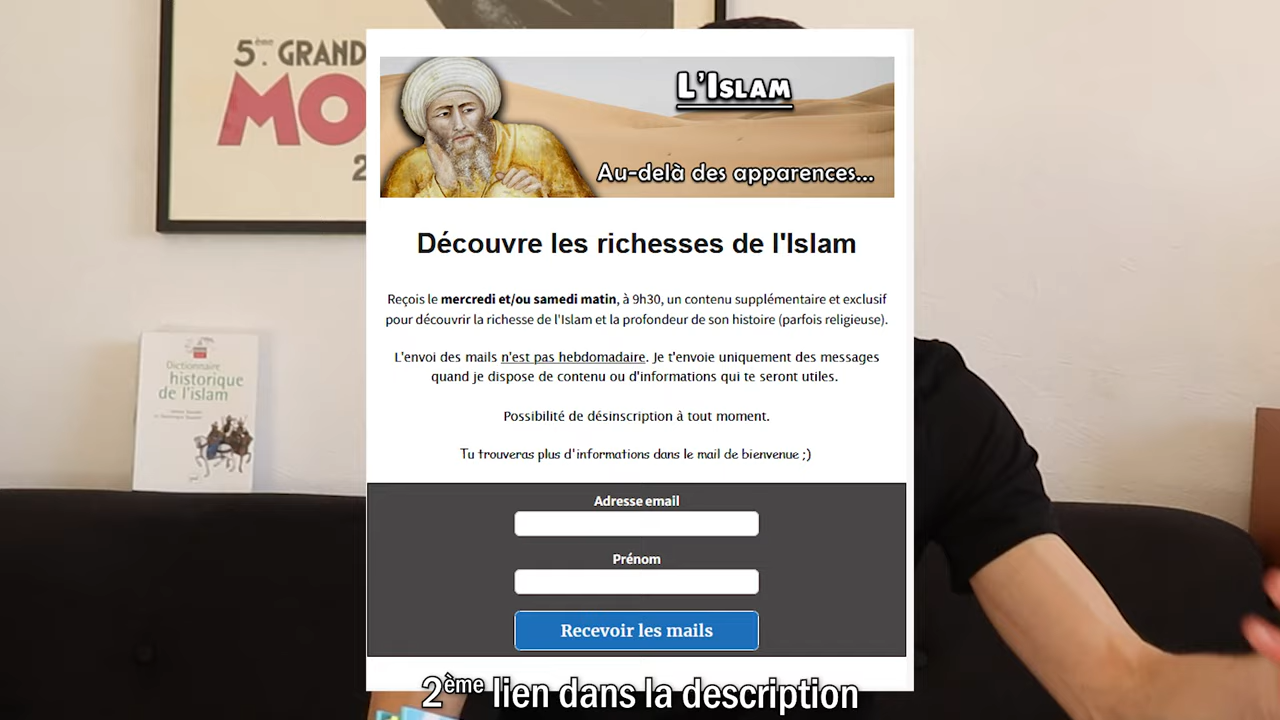 5ème GRAND
MO
2
L'Islam
Au-delà des apparences...
Découvre les richesses de l'Islam
Reçois le mercredi et/ou samedi matin, à 9h30, un contenu supplémentaire et exclusif
pour découvrir la richesse de l'Islam et la profondeur de son histoire (parfois religieuse).
L'envoi des mails n'est pas hebdomadaire. Je t'envoie uniquement des messages
quand je dispose de contenu ou d'informations qui te seront utiles.
Possibilité de désinscription à tout moment.
Tu trouveras plus d'informations dans le mail de bienvenue ;)
Dictionnaire
historique
de l'islam
Adresse email
Prénom
Recevoir les mails
2ème lien dans la description